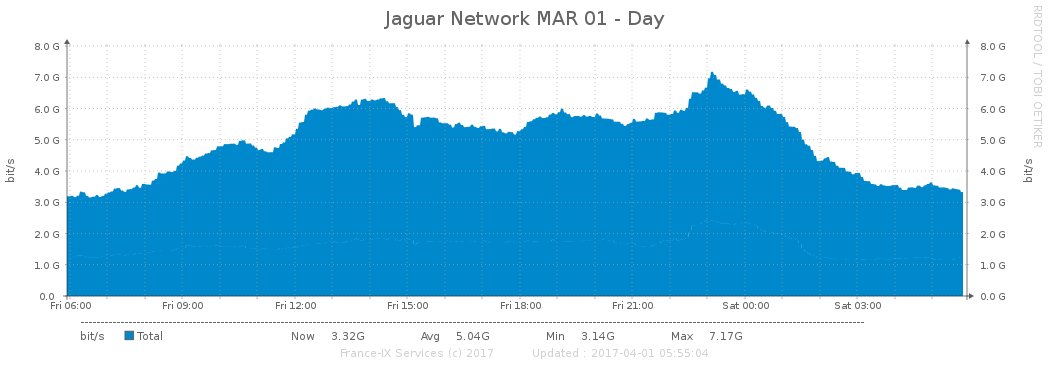 Jaguar Network MAR 01 - Day
RRDTOOL / TOBI OETIKER
8.0 G 8.0 G
7.0 G 7.0 G
6.0 G 6.0 G
5.0 G 5.0 G
4.0 G 4.0 G
3.0 G 3.0 G
2.0 G 2.0 G
1.0 G 1.0 G
0.0 0.0 G
bit/s
bit/s
Fri 06:00 Fri 09:00 Fri 12:00 Fri 15:00 Fri 18:00 Fri 21:00 Sat 00:00 Sat 03:00
bit/s Total Now 3.32G Avg 5.04G Min 3.14G Max 7.17G
France-IX Services (c) 2017 Updated : 2017-04-01 05:55:04